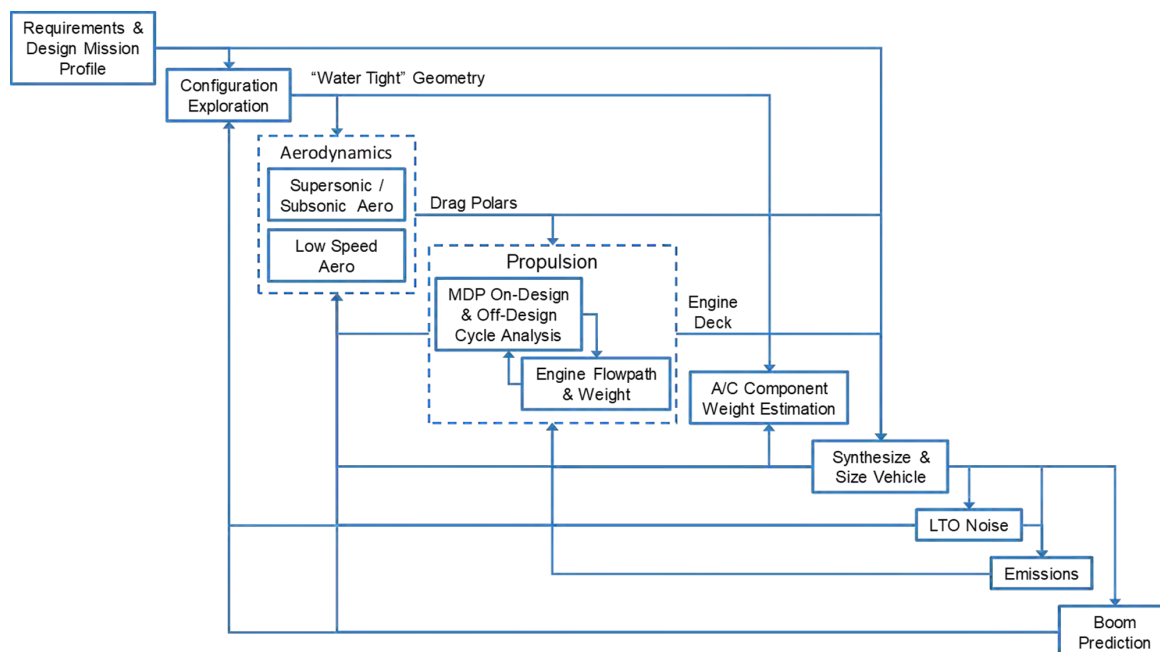 Requirements &
Design Mission
Profile
Configuration
Exploration
“Water Tight” Geometry
Aerodynamics
Supersonic /
Subsonic Aero
Low Speed
Aero
Drag Polars
Propulsion
MDP On-Design
& Off-Design
Cycle Analysis
Engine Flowpath
& Weight
Engine
Deck
A/C Component
Weight Estimation
Synthesize &
Size Vehicle
LTO Noise
Emissions
Boom
Prediction